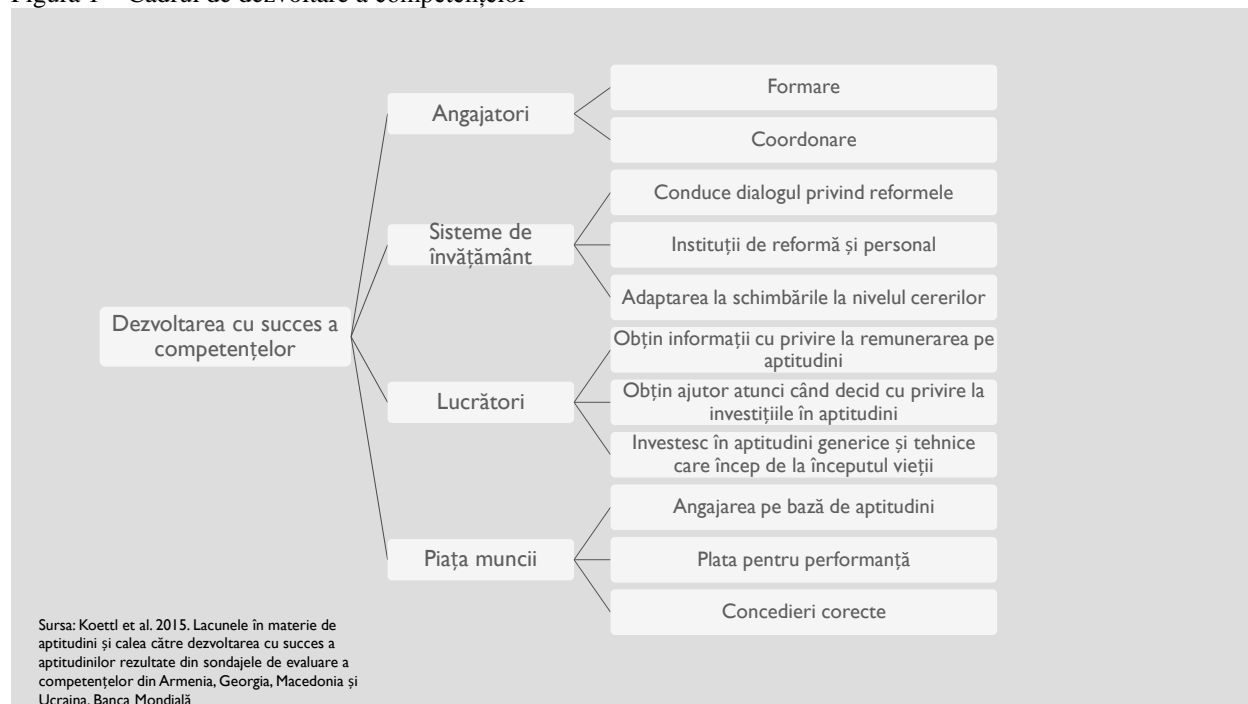 Figura 1 – Cadrul de dezvoltare a competențelor
Angajatori
Formare
Coordonare
Sisteme de
învățământ
Conduce dialogul privind reformele
Instituții de reformă și personal
Adaptarea la schimbările la nivelul cererilor
Dezvoltarea cu succes a
competențelor
Lucrători
Obțin informații cu privire la remunerarea pe
aptitudini
Obțin ajutor atunci când decid cu privire la
investițiile în aptitudini
Investesc în aptitudini generice și tehnice
care încep de la începutul vieții
Piața muncii
Angajarea pe bază de aptitudini
Plata pentru performanță
Concedieri corecte
Sursa: Koettl et al. 2015. Lacunele în materie de
aptitudini și calea către dezvoltarea cu succes a
aptitudinilor rezultate din sondajele de evaluare a
competențelor din Armenia, Georgia, Macedonia și
Ucraina. Banca Mondială